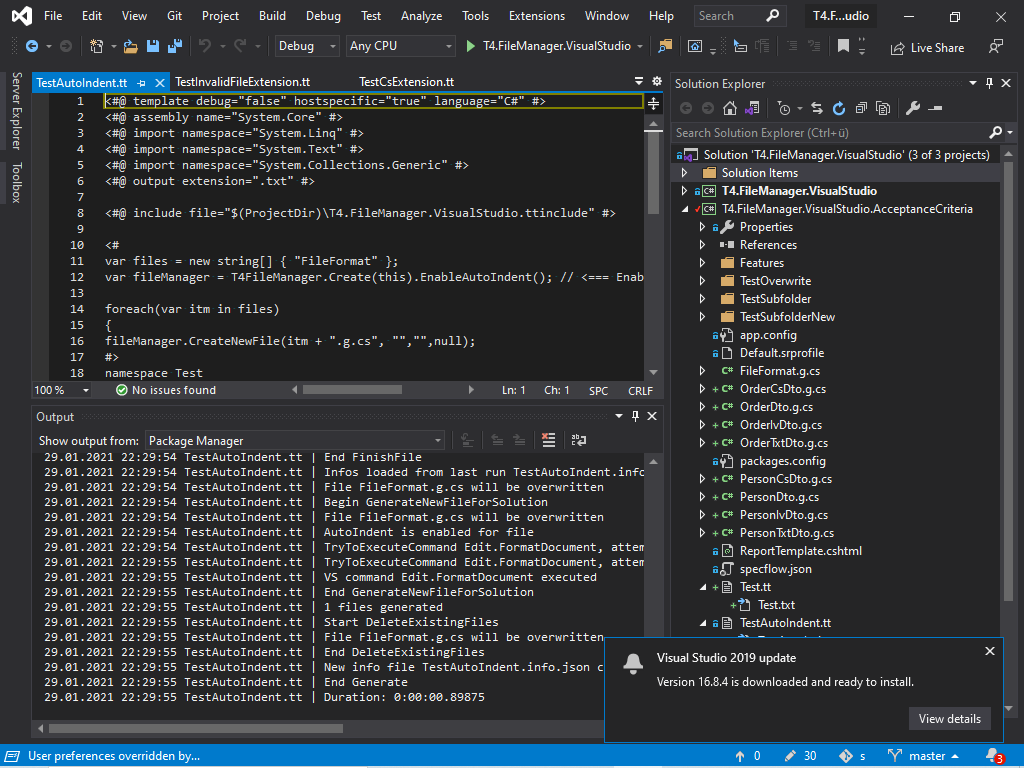 File Edit View Git Project Build Debug Test Analyze Tools Extensions Window Help Search T4.F...udio
Debug Any CPU T4.FileManager.VisualStudio Live Share
Server Explorer
Toolbox
TestAutoIndent.tt TestInvalidFileExtension.tt TestCsExtension.tt
1 <#@ template debug="false" hostspecific="true" language="C#" #>
2 <#@ assembly name="System.Core" #>
3 <#@ import namespace="System.Linq" #>
4 <#@ import namespace="System.Text" #>
5 <#@ import namespace="System.Collections.Generic" #>
6 <#@ output extension=".txt" #>
7
8 <#@ include file="$(ProjectDir)\T4.FileManager.VisualStudio.ttinclude" #>
9
10 <#
11 var files = new string[] { "FileFormat" };
12 var fileManager = T4FileManager.Create(this).EnableAutoIndent(); // <=== Enab
13
14 foreach(var itm in files)
15 {
16 fileManager.CreateNewFile(itm + ".g.cs", "","",null);
17 #>
18 namespace Test
100 % No issues found Ln: 1 Ch: 1 SPC CRLF
Output
Show output from: Package Manager
29.01.2021 22:29:54 TestAutoIndent.tt | End FinishFile
29.01.2021 22:29:54 TestAutoIndent.tt | Infos loaded from last run TestAutoIndent.info
29.01.2021 22:29:54 TestAutoIndent.tt | File FileFormat.g.cs will be overwritten
29.01.2021 22:29:54 TestAutoIndent.tt | Begin GenerateNewFileForSolution
29.01.2021 22:29:54 TestAutoIndent.tt | File FileFormat.g.cs will be overwritten
29.01.2021 22:29:54 TestAutoIndent.tt | AutoIndent is enabled for file
29.01.2021 22:29:54 TestAutoIndent.tt | TryToExecuteCommand Edit.FormatDocument, attem
29.01.2021 22:29:55 TestAutoIndent.tt | TryToExecuteCommand Edit.FormatDocument, attem
29.01.2021 22:29:55 TestAutoIndent.tt | VS command Edit.FormatDocument executed
29.01.2021 22:29:55 TestAutoIndent.tt | End GenerateNewFileForSolution
29.01.2021 22:29:55 TestAutoIndent.tt | 1 files generated
29.01.2021 22:29:55 TestAutoIndent.tt | Start DeleteExistingFiles
29.01.2021 22:29:55 TestAutoIndent.tt | File FileFormat.g.cs will be overwritten
29.01.2021 22:29:55 TestAutoIndent.tt | End DeleteExistingFiles
29.01.2021 22:29:55 TestAutoIndent.tt | New info file TestAutoIndent.info.json c
29.01.2021 22:29:55 TestAutoIndent.tt | End Generate
29.01.2021 22:29:55 TestAutoIndent.tt | Duration: 0:00:00.89875
Solution Explorer
Search Solution Explorer (Ctrl+ü)
Solution 'T4.FileManager.VisualStudio' (3 of 3 projects)
Solution Items
C# T4.FileManager.VisualStudio
C# T4.FileManager.VisualStudio.AcceptanceCriteria
Properties
References
Features
TestOverwrite
TestSubfolder
TestSubfolderNew
app.config
Default.srprofile
C# FileFormat.g.cs
+ C# OrderCsDto.g.cs
+ C# OrderDto.g.cs
+ C# OrderIvDto.g.cs
+ C# OrderTxtDto.g.cs
packages.config
+ C# PersonCsDto.g.cs
+ C# PersonDto.g.cs
+ C# PersonIvDto.g.cs
+ C# PersonTxtDto.g.cs
ReportTemplate.cshtml
specflow.json
+ Test.tt
+ Test.txt
TestAutoIndent.tt
Visual Studio 2019 update
Version 16.8.4 is downloaded and ready to install.
View details
User preferences overridden by... 0 30 s master 3